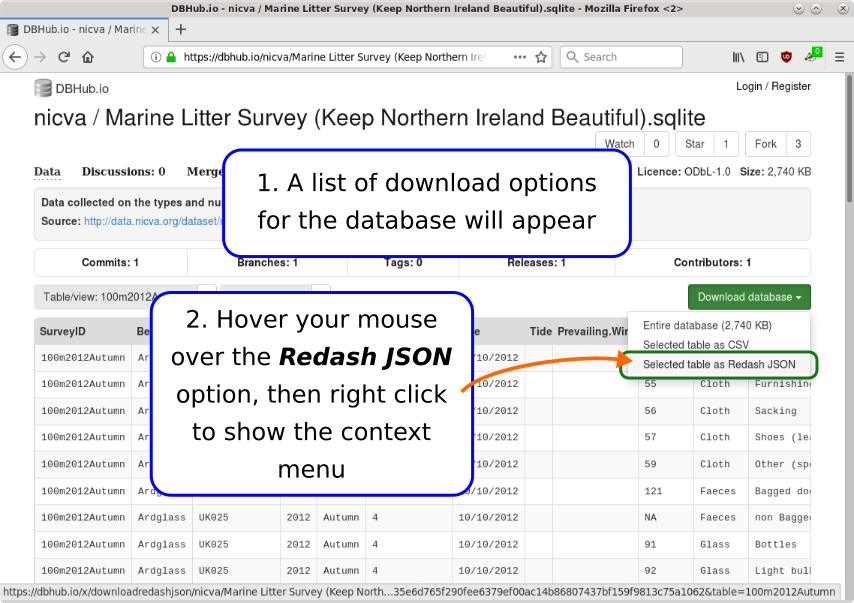 DBHub.io - nicva / Marine Litter Survey (Keep Northern Ireland Beautiful).sqlite - Mozilla Firefox <2>
DBHub.io - nicva / Marine
https://dbhub.io/nicva/Marine Litter Survey (Keep Northern Irel
Search
0
DBHub.io
Login / Register
nicva / Marine Litter Survey (Keep Northern Ireland Beautiful).sqlite
Watch 0 Star 1 Fork 3
Data Discussions: 0 Merge Licence: ODbL-1.0 Size: 2,740 KB
1. A list of download options
for the database will appear
Data collected on the types and nu
Source: http://data.nicva.org/dataset/
Commits: 1 Branches: 1 Tags: 0 Releases: 1 Contributors: 1
Table/view: 100m2012A
Download database
Entire database (2,740 KB)
Selected table as CSV
Selected table as Redash JSON
2. Hover your mouse
over the Redash JSON
option, then right click
to show the context
menu
SurveyID Be e Tide Prevailing.Wir
100m2012Autumn Ar /10/2012
100m2012Autumn Ar /10/2012 55 Cloth Furnishin
100m2012Autumn Ar /10/2012 56 Cloth Sacking
100m2012Autumn Ar /10/2012 57 Cloth Shoes (lea
100m2012Autumn Ar /10/2012 59 Cloth Other (spe
100m2012Autumn Ardg /10/2012 121 Faeces Bagged do
100m2012Autumn Ardglass UK025 2012 Autumn 4 10/10/2012 NA Faeces non Bagge
100m2012Autumn Ardglass UK025 2012 Autumn 4 10/10/2012 91 Glass Bottles
100m2012Autumn Ardglass UK025 2012 Autumn 4 10/10/2012 92 Glass Light bul
https://dbhub.io/x/downloadredashjson/nicva/Marine Litter Survey (Keep North...35e6d765f290fee6379ef00ac14b86807437bf159f9813c75a1062&table=100m2012Autumn